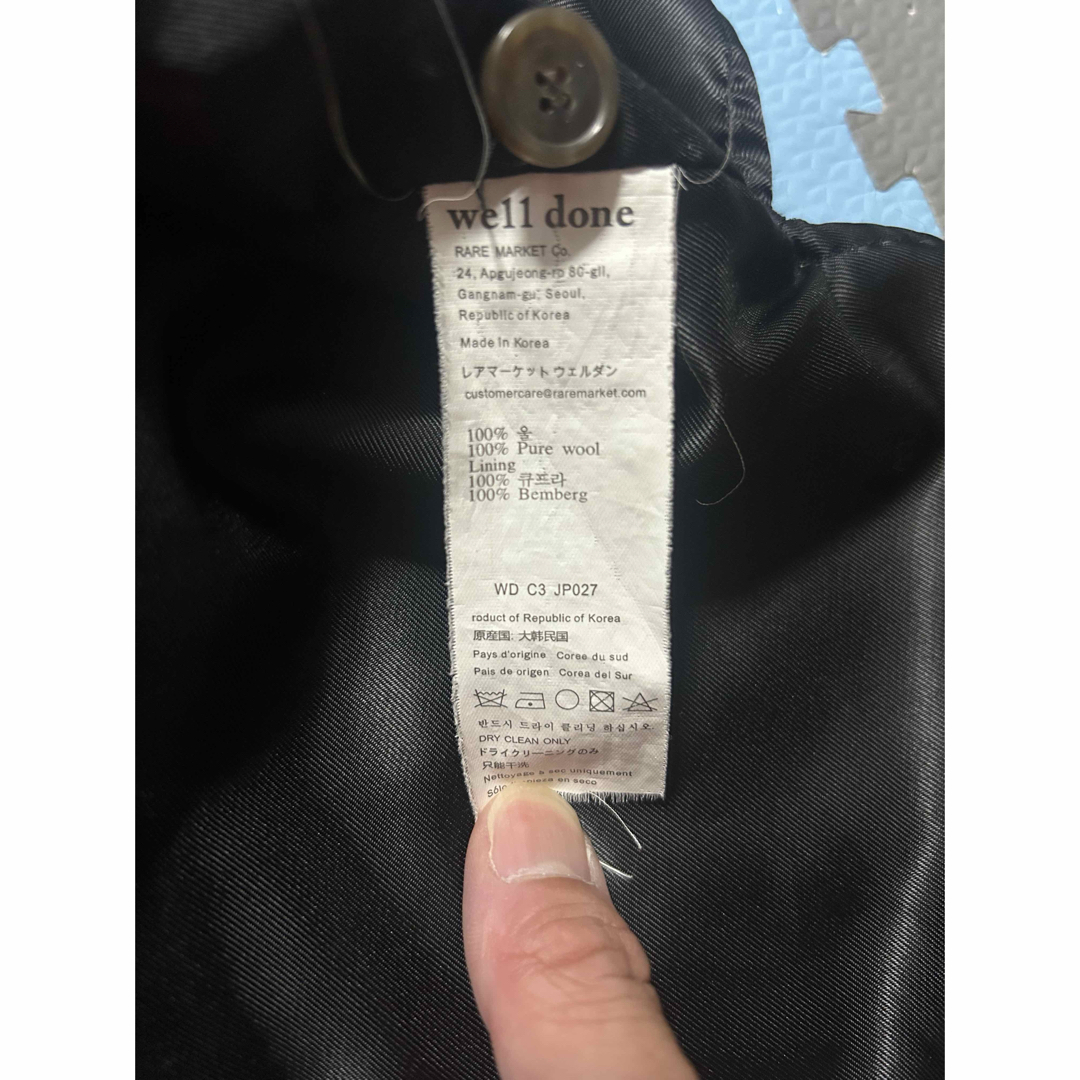 well done
RARE MARKET Co.
24, Apgujeong-ro 80-gil,
Gangnam-gu, Seoul,
Republic of Korea
Made in Korea
レアマーケットウェルダン
customercare@raremarket.com
100% 울
100% Pure wool
Lining
100% 큐프라
100% Bemberg
WD C3 JP027
roduct of Republic of Korea
原産国: 大韩民国
Pays d'origine Coree du sud
Pais de origen Corea del Sur
반드시 드라이 클리닝 하십시오.
DRY CLEAN ONLY
ドライクリーニングのみ
只能干洗
Nettoyage à sec uniquement
en seco